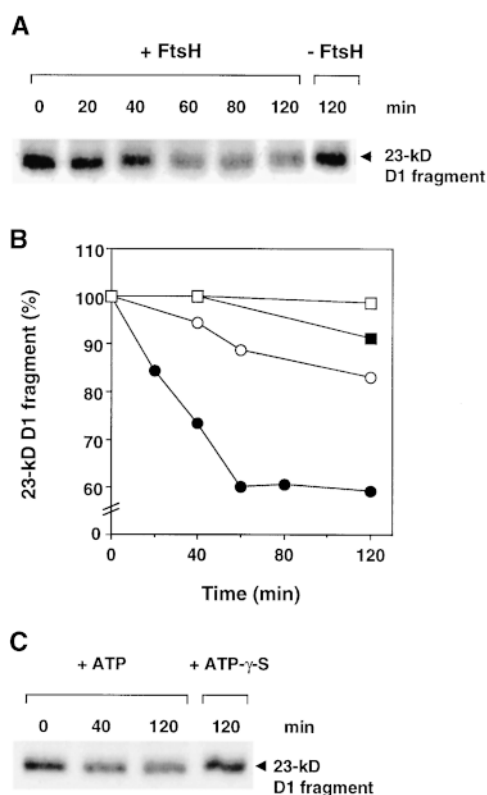 A
+ FtsH - FtsH
0 20 40 60 80 120 120 min
23-kD
D1 fragment
B
110
100
90
80
70
60
0
23-kD D1 fragment (%)
0 40 80 120
Time (min)
C
+ ATP + ATP-γ-S
0 40 120 120 min
23-kD
D1 fragment